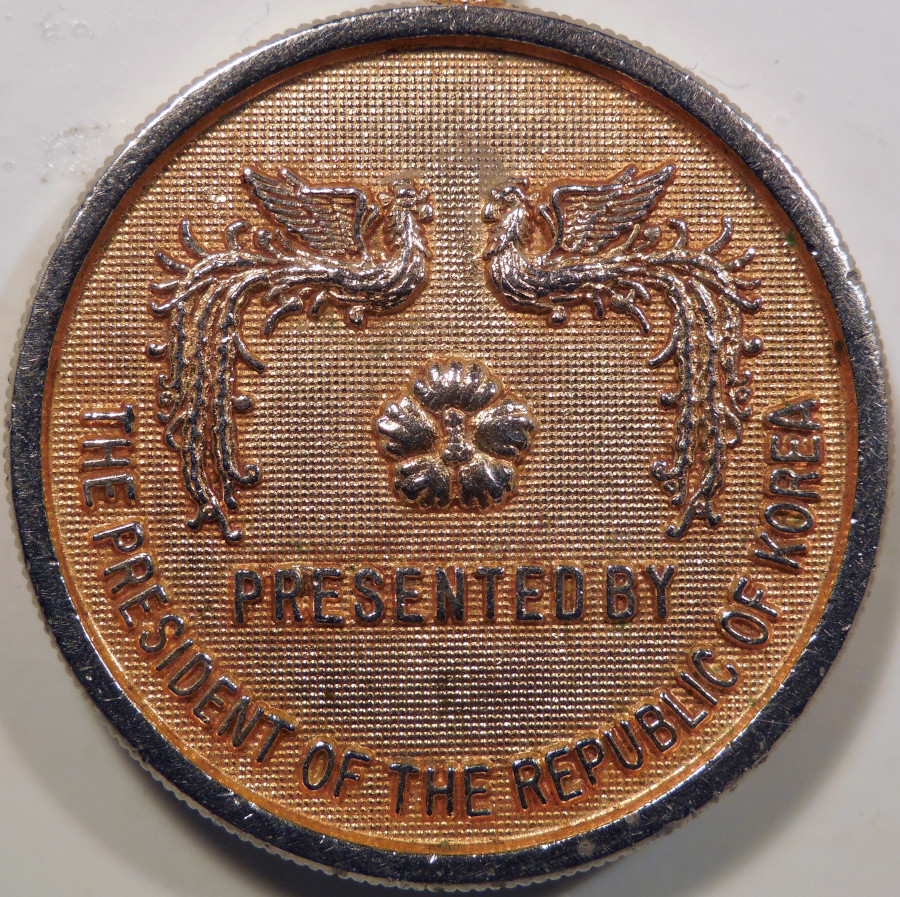 PRESENTED BY
THE PRESIDENT OF THE REPUBLIC OF KOREA